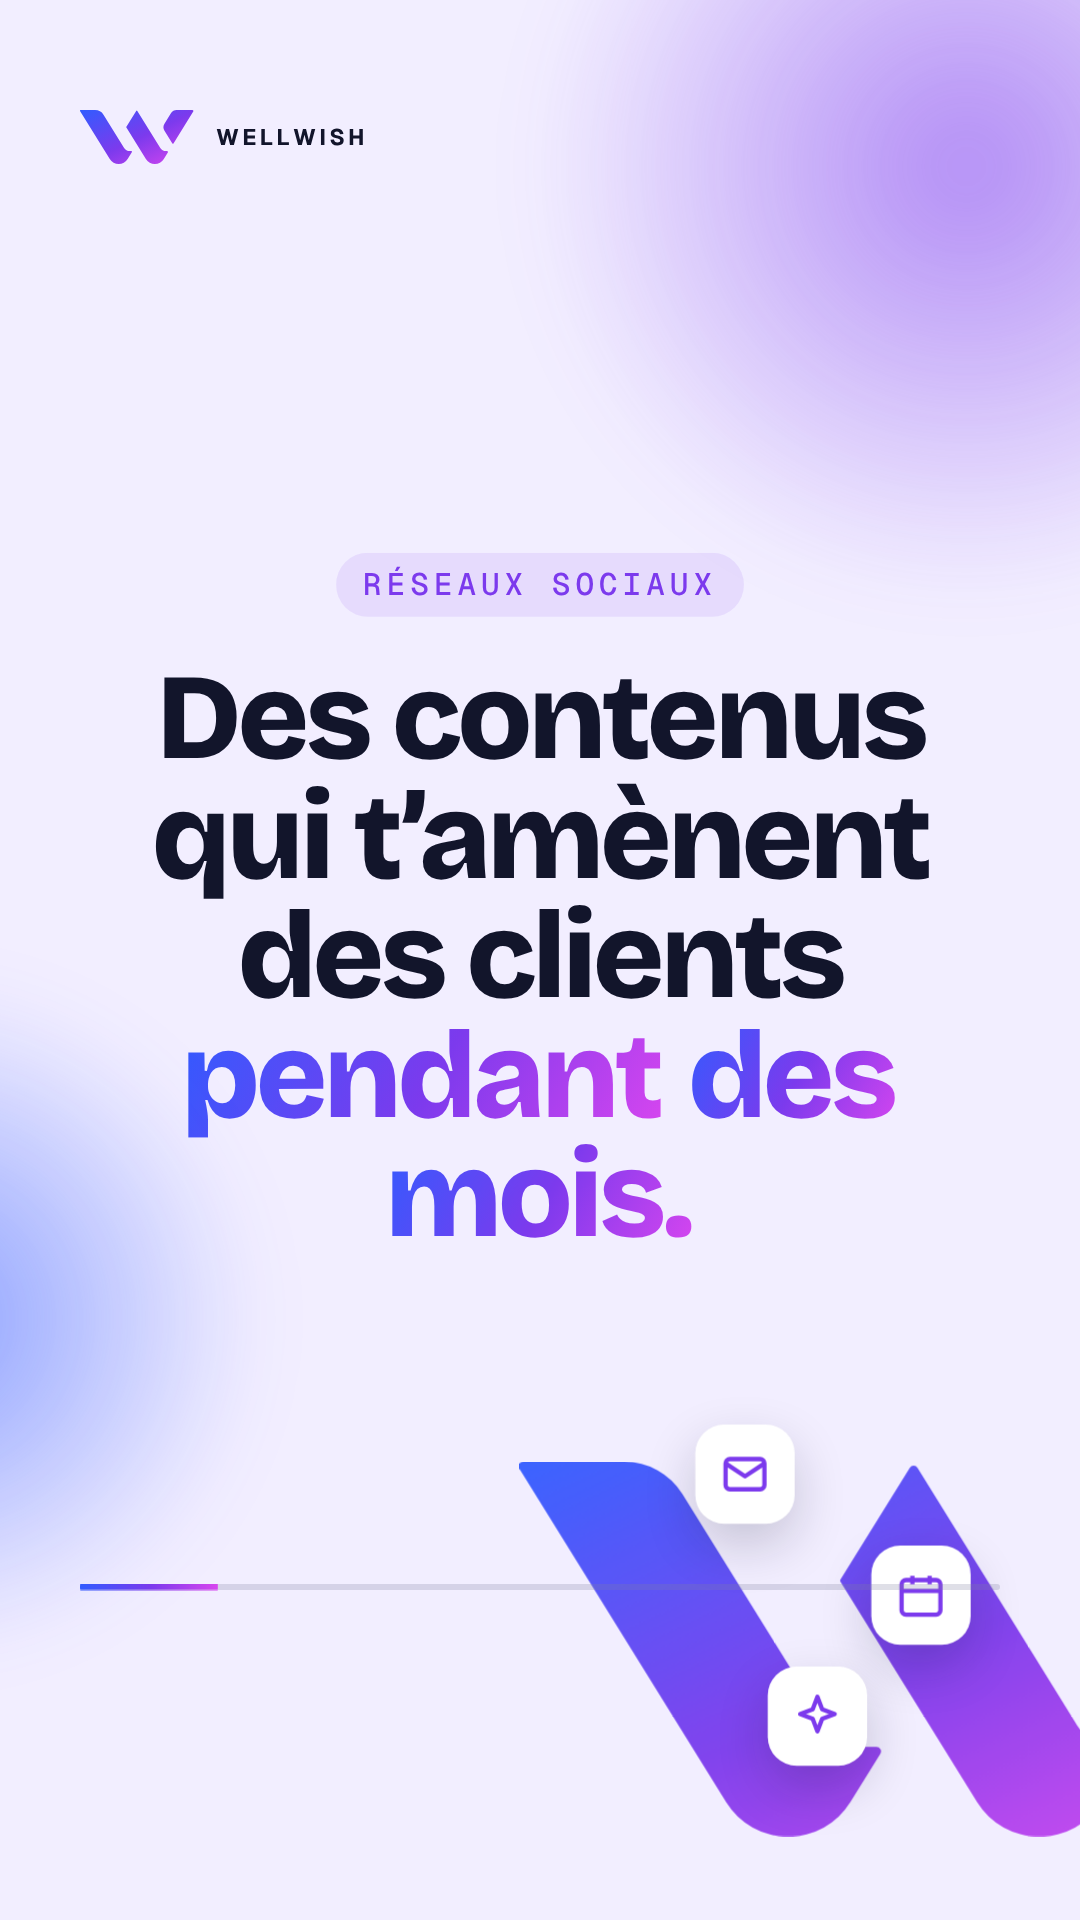 WELLWISH
RÉSEAUX SOCIAUX
Des contenus
qui t’amènent
des clients
pendant des
mois.